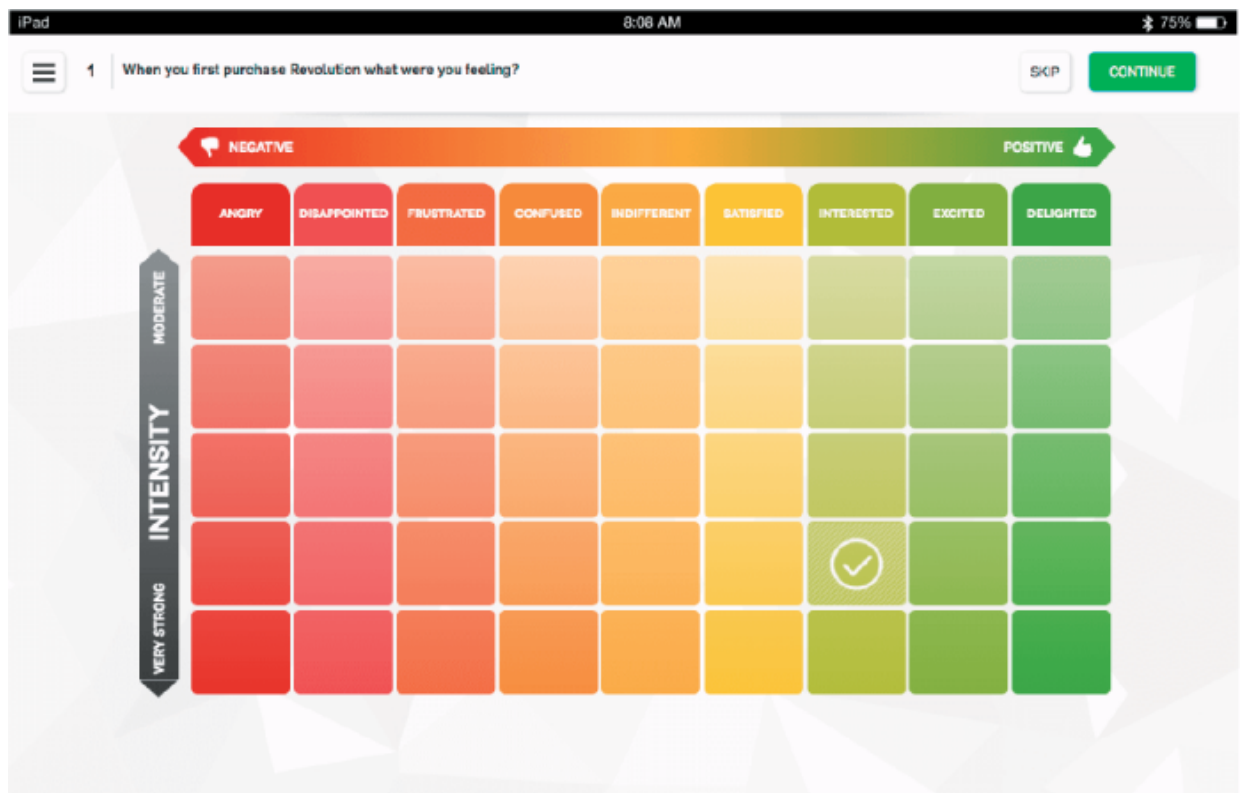 iPad 8:08 AM 75%
1 When you first purchase Revolution what were you feeling? SKIP CONTINUE
NEGATIVE POSITIVE
ANGRY DISAPPOINTED FRUSTRATED CONFUSED INDIFFERENT SATISFIED INTERESTED EXCITED DELIGHTED
MODERATE
INTENSITY
VERY STRONG